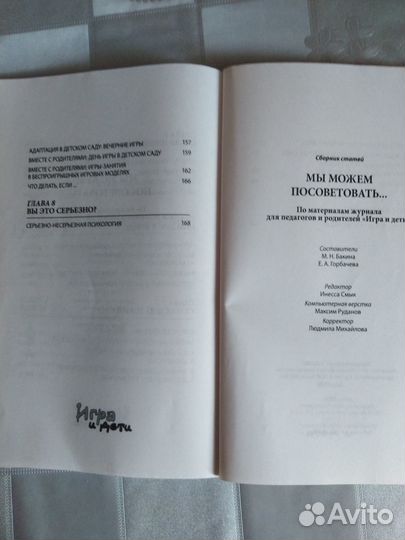 АДАПТАЦИЯ В ДЕТСКОМ САДУ: ВЕЧЕРНИЕ ИГРЫ 157
ВМЕСТЕ С РОДИТЕЛЯМИ: ДЕНЬ ИГРЫ В ДЕТСКОМ САДУ 159
ВМЕСТЕ С РОДИТЕЛЯМИ: ИГРЫ-ЗАНЯТИЯ
В БЕСПРОИГРЫШНЫХ ИГРОВЫХ МОДЕЛЯХ 162
ЧТО ДЕЛАТЬ, ЕСЛИ ... 166
ГЛАВА 8
ВЫ ЭТО СЕРЬЕЗНО?
СЕРЬЕЗНО-НЕСЕРЬЕЗНАЯ ПСИХОЛОГИЯ 168
Игра
и дети
Сборник статей
МЫ МОЖЕМ
ПОСОВЕТОВАТЬ...
По материалам журнала
для педагогов и родителей «Игра и дети
Составители
М. Н. Бакина
Е. А. Горбачева
Редактор
Инесса Смык
Компьютерная верстка
Максим Руданов
Корректор
Людмила Михайлова
Avito